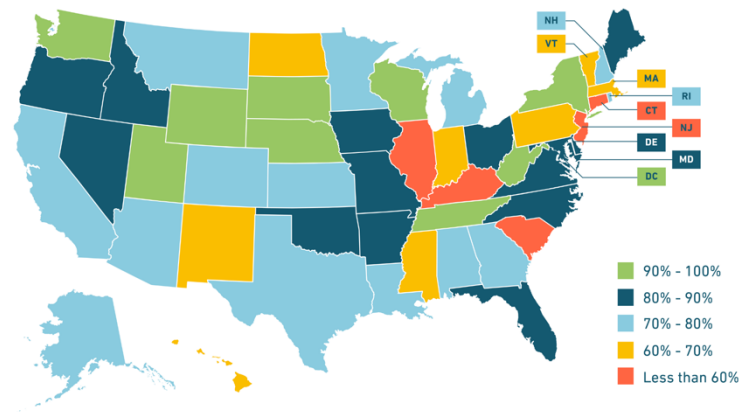 NH
VT
MA
RI
CT
NJ
DE
MD
DC
90% - 100%
80% - 90%
70% - 80%
60% - 70%
Less than 60%